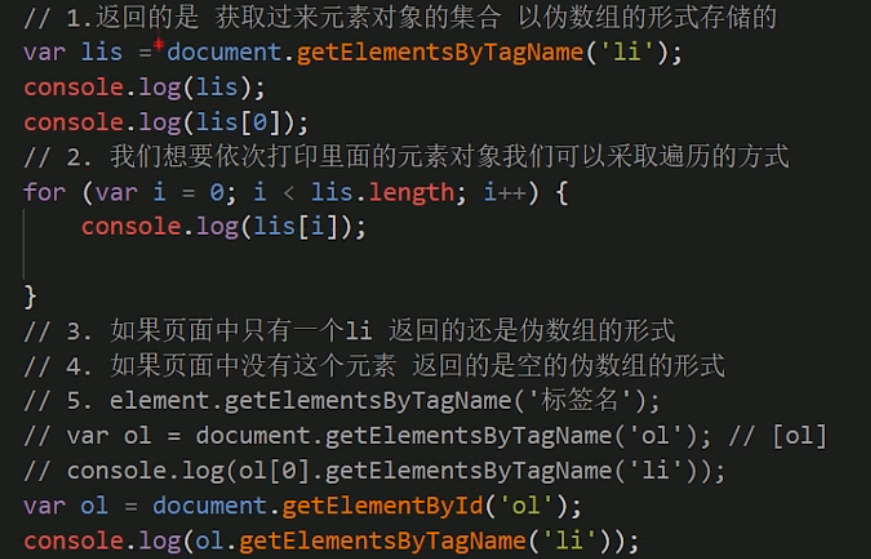 // 1.返回的是 获取过来元素对象的集合 以伪数组的形式存储的
var lis = document.getElementsByTagName('li');
console.log(lis);
console.log(lis[0]);
// 2. 我们想要依次打印里面的元素对象我们可以采取遍历的方式
for (var i = 0; i < lis.length; i++) {
    console.log(lis[i]);
}
// 3. 如果页面中只有一个li 返回的还是伪数组的形式
// 4. 如果页面中没有这个元素 返回的是空的伪数组的形式
// 5. element.getElementsByTagName('标签名');
// var ol = document.getElementsByTagName('ol'); // [ol]
// console.log(ol[0].getElementsByTagName('li'));
var ol = document.getElementById('ol');
console.log(ol.getElementsByTagName('li'));